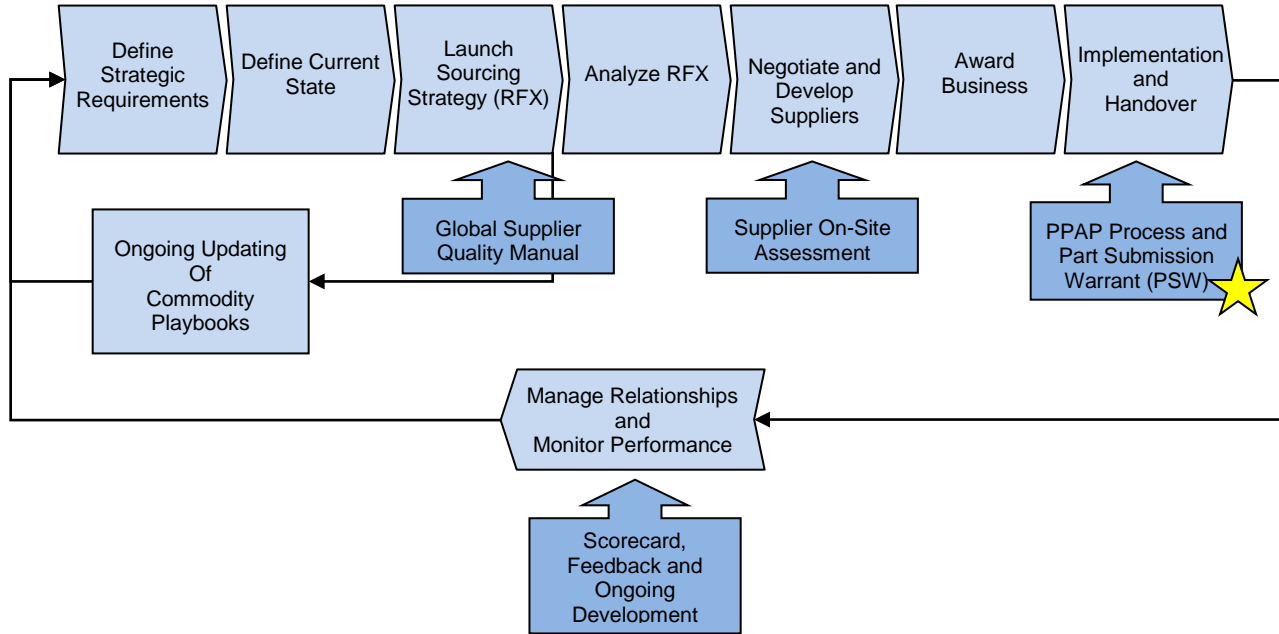 Define
Strategic
Requirements
Define Current
State
Launch
Sourcing
Strategy (RFX)
Analyze RFX
Negotiate and
Develop
Suppliers
Award
Business
Implementation
and
Handover
Global Supplier
Quality Manual
Supplier On-Site
Assessment
PPAP Process and
Part Submission
Warrant (PSW)
Ongoing Updating
Of
Commodity
Playbooks
Manage Relationships
and
Monitor Performance
Scorecard,
Feedback and
Ongoing
Development